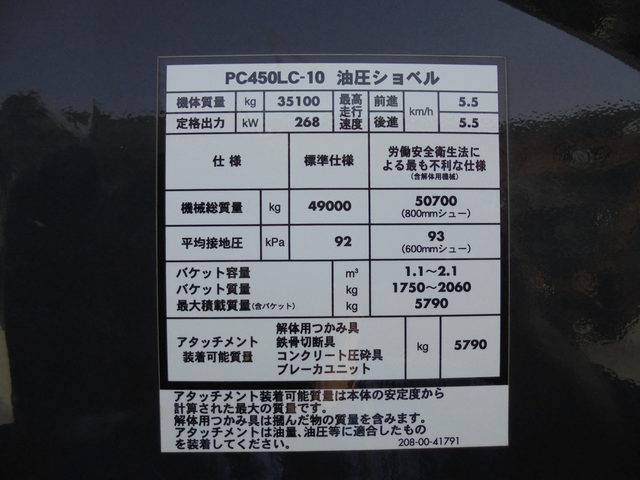 PC450LC-10 油圧ショベル
機体質量 kg 35100 最高走行速度 前進 km/h 5.5
定格出力 kW 268 後進 5.5
仕様 標準仕様 労働安全衛生法による最も不利な仕様 (含解体用機械)
機械総質量 kg 49000 50700 (800mmシュー)
平均接地圧 kPa 92 93 (600mmシュー)
バケット容量 m³ 1.1~2.1
バケット質量 kg 1750~2060
最大積載質量(含バケット) kg 5790
アタッチメント装着可能質量 解体用つかみ具 kg 5790
鉄骨切断具
コンクリート圧砕具
ブレーカユニット
アタッチメント装着可能質量は本体の安定度から
計算された最大の質量です。
解体用つかみ具は掴んだ物の質量を含みます。
アタッチメントは油量、油圧等に適合したもの
を装着してください。 208-00-41791